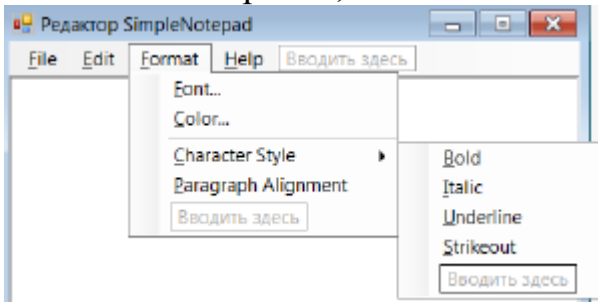 Редактор SimpleNotepad
File Edit Format Help Вводить здесь
Font...
Color...
Character Style
Paragraph Alignment
Вводить здесь
Bold
Italic
Underline
Strikeout
Вводить здесь